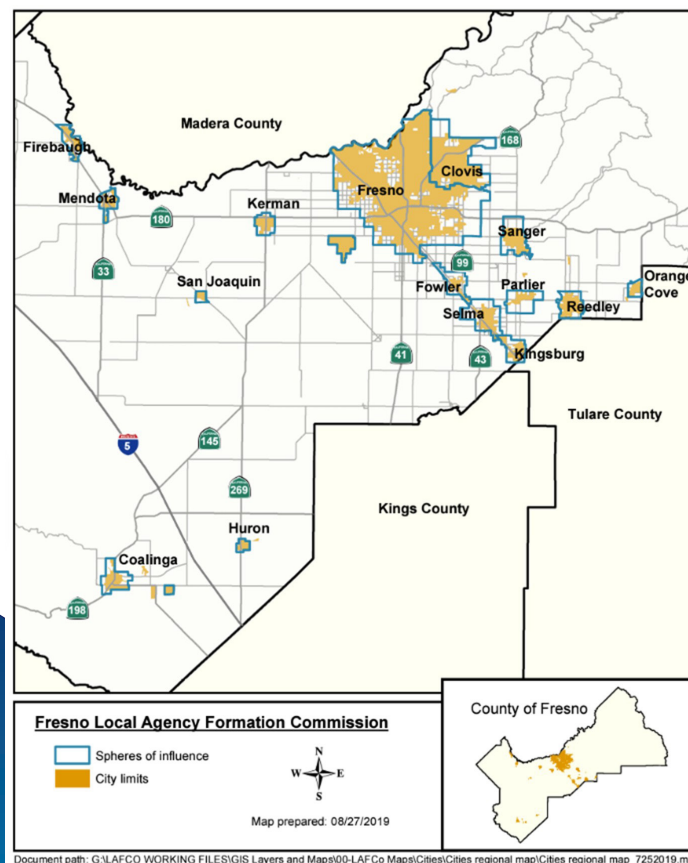 Madera County
Firebaugh
168
Clovis
Fresno
Mendota
Kerman
180
Sanger
33
99
San Joaquin
Fowler
Parlier
Orange
Cove
Reedley
Selma
41
43
Kingsburg
Tulare County
5
145
269
Kings County
Huron
Coalinga
198
Fresno Local Agency Formation Commission
Spheres of influence
City limits
N
W E
S
Map prepared: 08/27/2019
County of Fresno
Document path: G:\LAFCO WORKING FILES\GIS Layers and Maps\00-LAFCo Maps\Cities\Cities regional map\Cities regional map_7252019.m